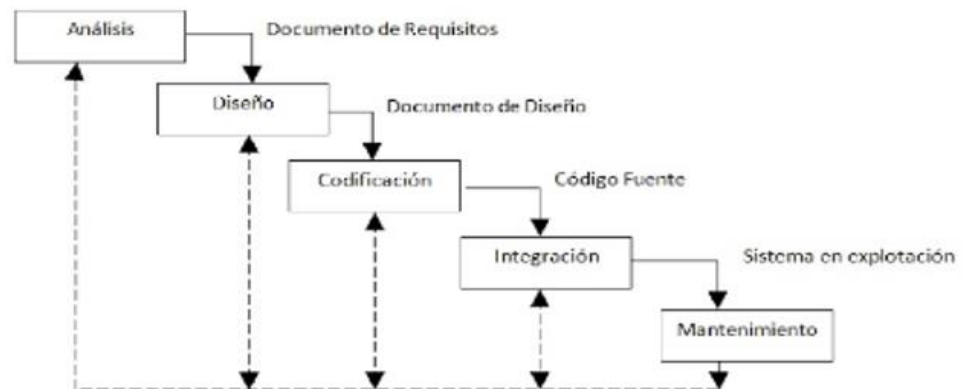 Análisis
Documento de Requisitos
Diseño
Documento de Diseño
Codificación
Código Fuente
Integración
Sistema en explotación
Mantenimiento